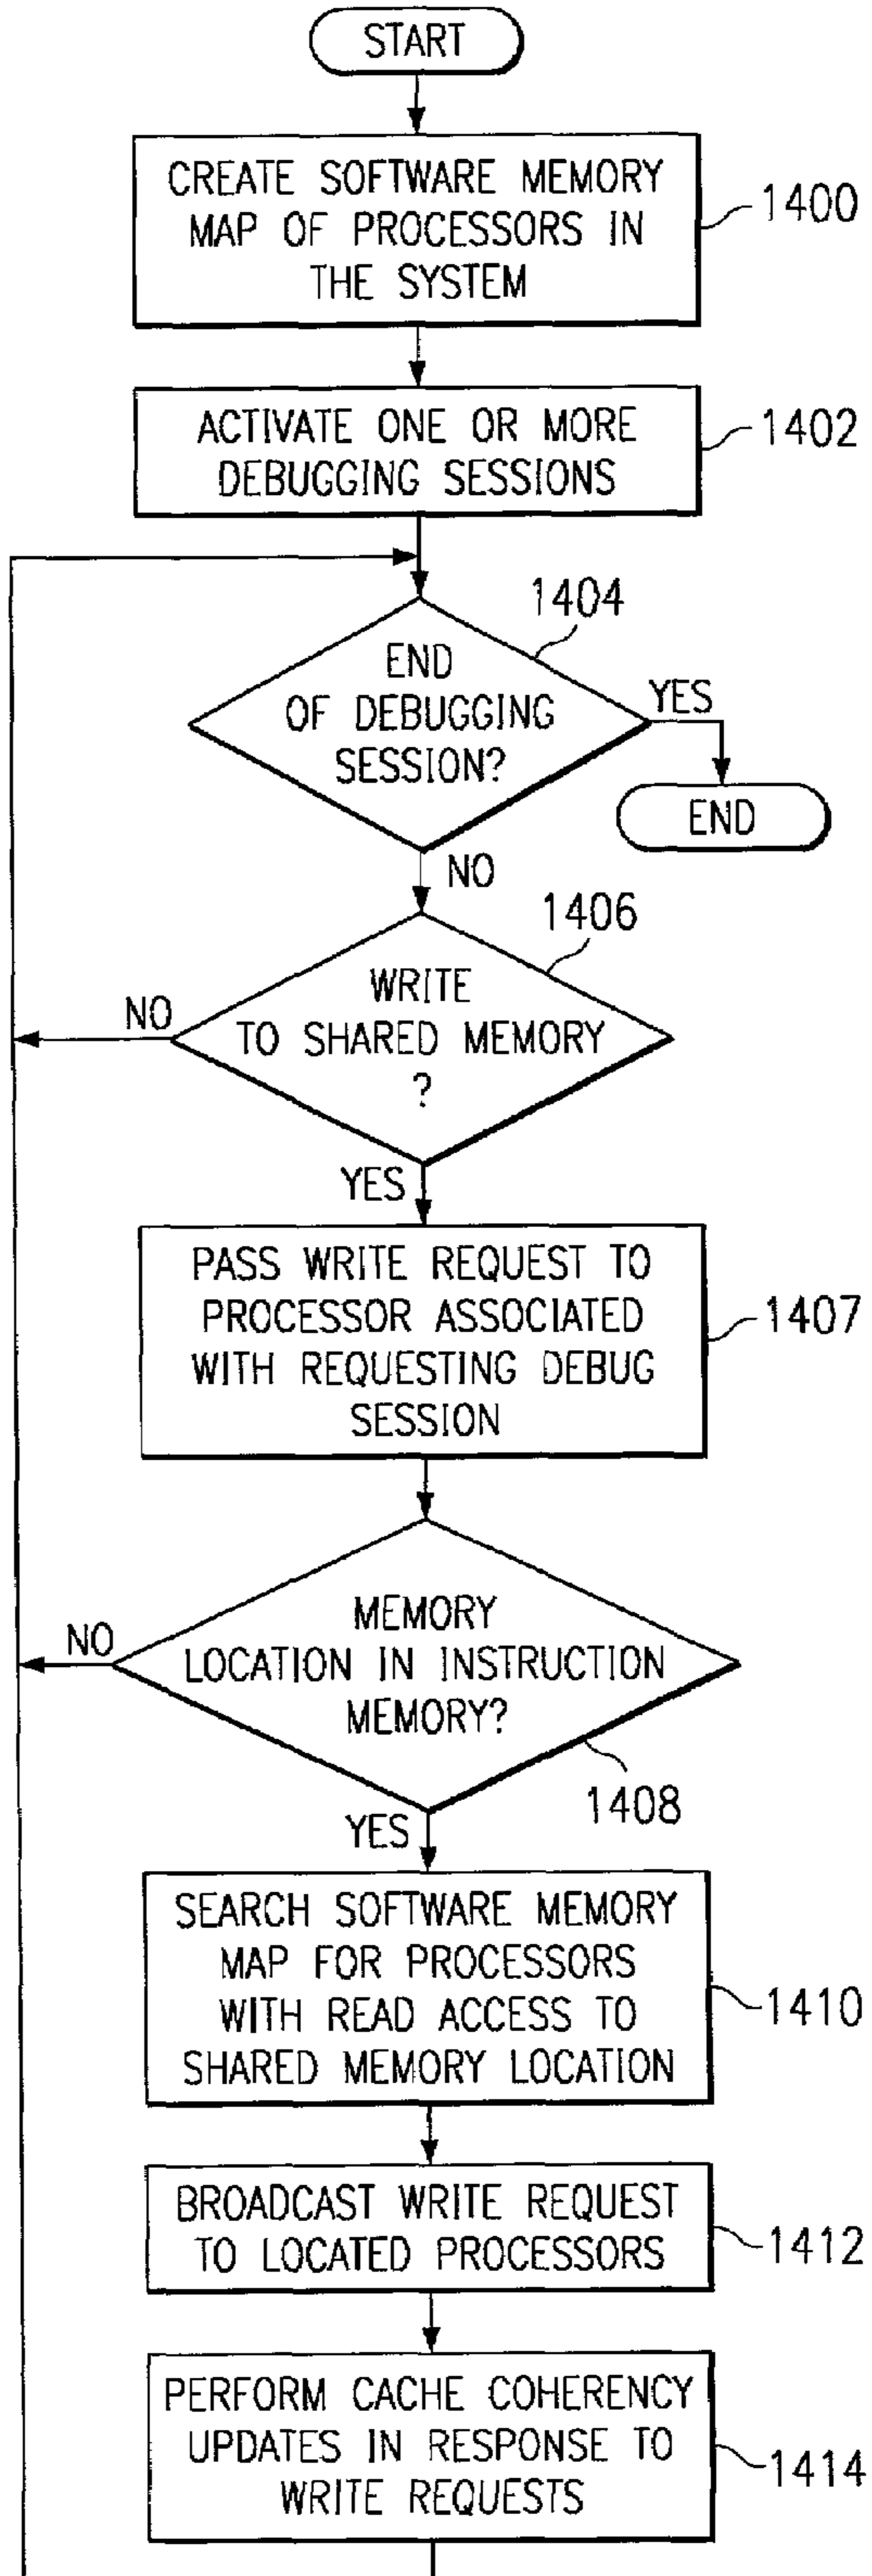 START
CREATE SOFTWARE MEMORY
MAP OF PROCESSORS IN
THE SYSTEM
1400
ACTIVATE ONE OR MORE
DEBUGGING SESSIONS
1402
1404
END
OF DEBUGGING
SESSION?
YES
END
NO
1406
WRITE
TO SHARED MEMORY
?
NO
YES
PASS WRITE REQUEST TO
PROCESSOR ASSOCIATED
WITH REQUESTING DEBUG
SESSION
1407
MEMORY
LOCATION IN INSTRUCTION
MEMORY?
NO
1408
YES
SEARCH SOFTWARE MEMORY
MAP FOR PROCESSORS
WITH READ ACCESS TO
SHARED MEMORY LOCATION
1410
BROADCAST WRITE REQUEST
TO LOCATED PROCESSORS
1412
PERFORM CACHE COHERENCY
UPDATES IN RESPONSE TO
WRITE REQUESTS
1414